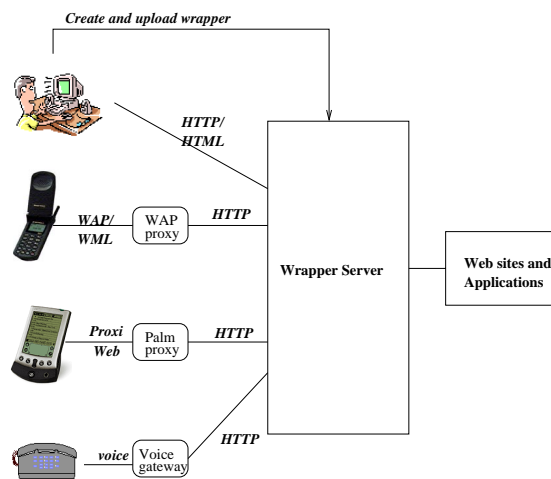 Create and upload wrapper
HTTP/
HTML
WAP/
WML
WAP
proxy
HTTP
Wrapper Server
Web sites and
Applications
Proxi
Web
Palm
proxy
HTTP
voice
Voice
gateway
HTTP